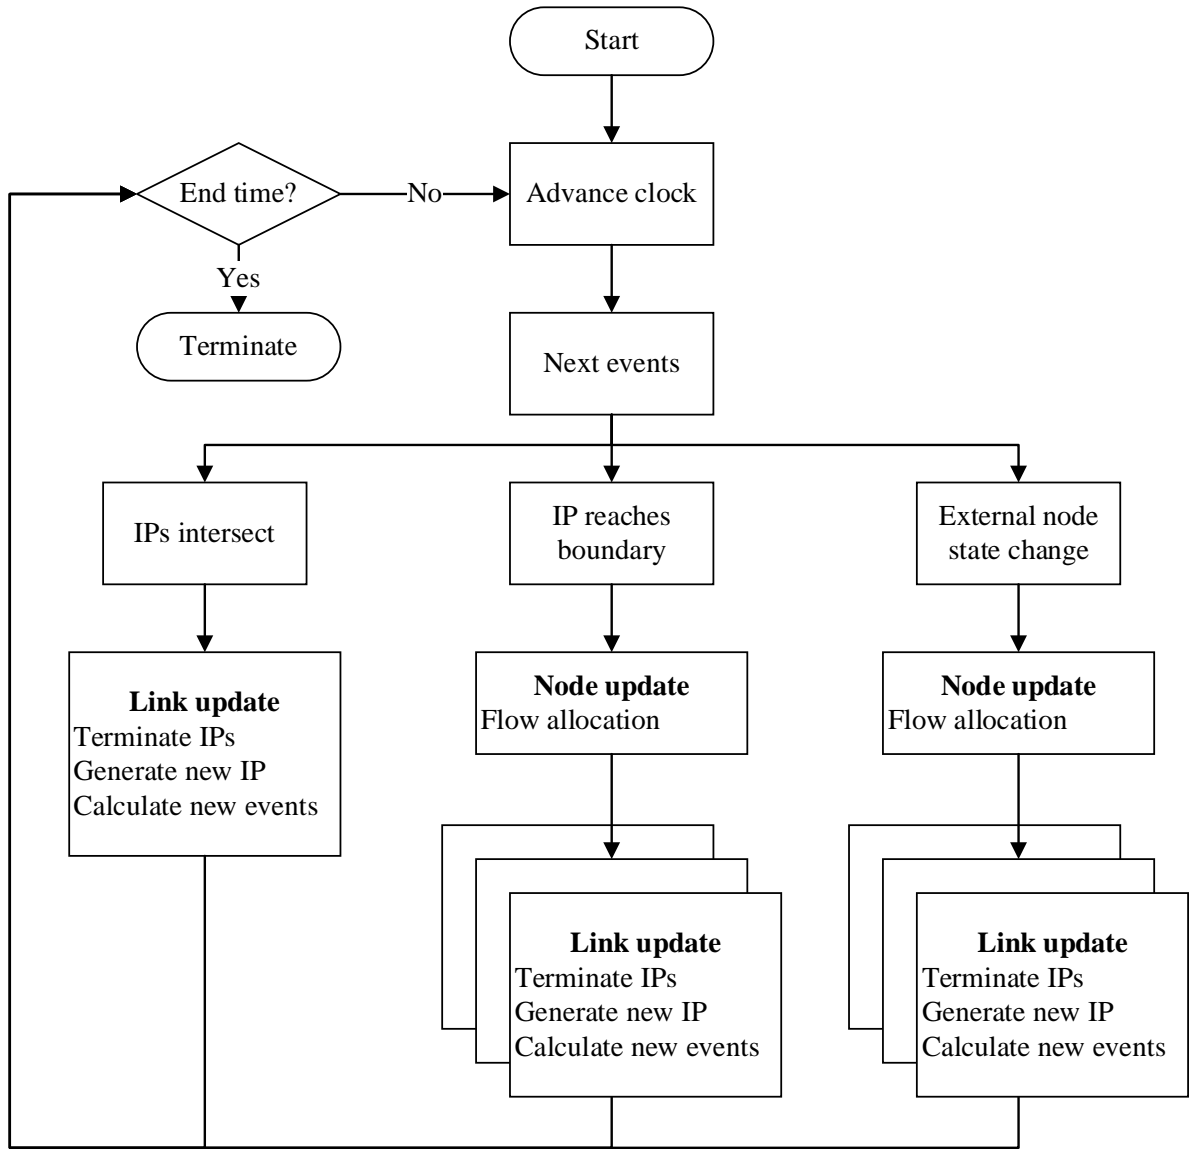 Start
End time?
No
Advance clock
Yes
Terminate
Next events
IPs intersect
IP reaches
boundary
External node
state change
Link update
Terminate IPs
Generate new IP
Calculate new events
Node update
Flow allocation
Node update
Flow allocation
Link update
Terminate IPs
Generate new IP
Calculate new events
Link update
Terminate IPs
Generate new IP
Calculate new events